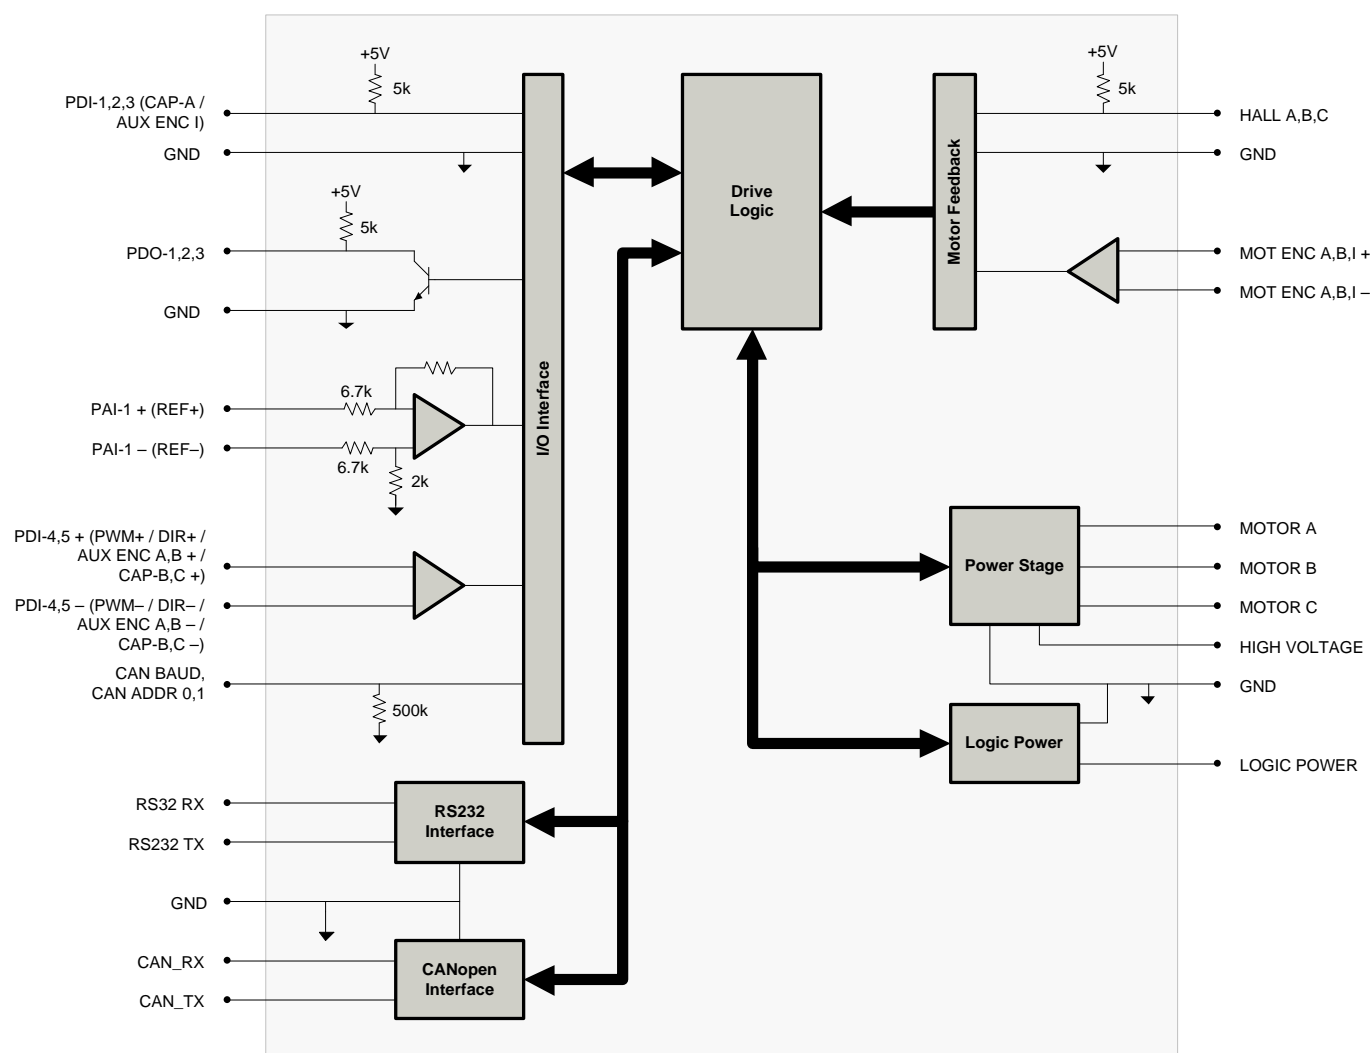 +5V
5k
PDI-1,2,3 (CAP-A /
AUX ENC I)
GND
+5V
5k
PDO-1,2,3
GND
6.7k
PAI-1 + (REF+)
PAI-1 – (REF–)
6.7k
2k
PDI-4,5 + (PWM+ / DIR+ /
AUX ENC A,B + /
CAP-B,C +)
PDI-4,5 – (PWM– / DIR– /
AUX ENC A,B – /
CAP-B,C –)
CAN BAUD,
CAN ADDR 0,1
500k
I/O Interface
RS32 RX
RS232 TX
RS232
Interface
GND
CAN_RX
CAN_TX
CANopen
Interface
Drive
Logic
Motor Feedback
+5V
5k
HALL A,B,C
GND
MOT ENC A,B,I +
MOT ENC A,B,I –
Power Stage
MOTOR A
MOTOR B
MOTOR C
HIGH VOLTAGE
GND
Logic Power
LOGIC POWER